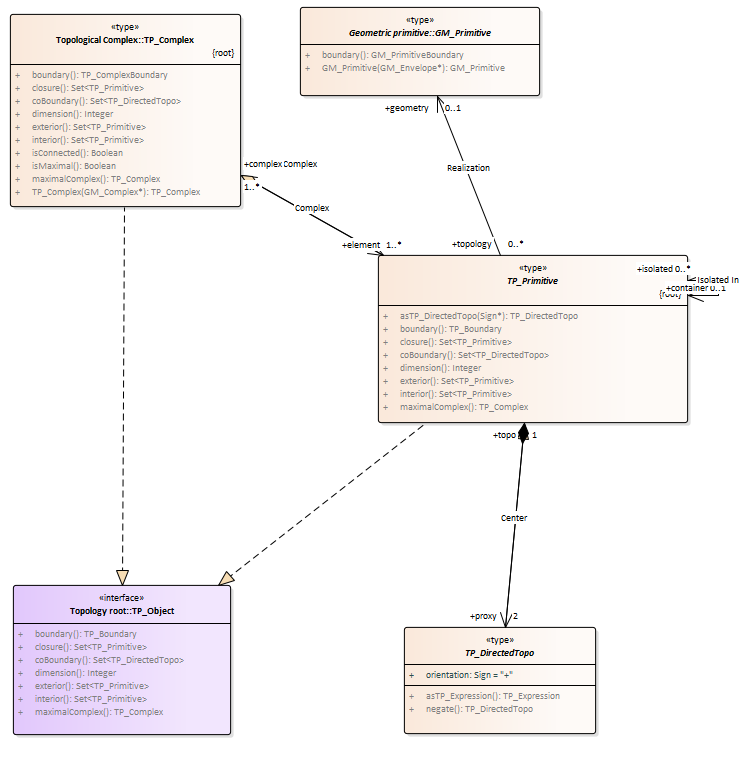 «type»
Topological Complex::TP_Complex
{root}
+ boundary(): TP_ComplexBoundary
+ closure(): Set<TP_Primitive>
+ coBoundary(): Set<TP_DirectedTopo>
+ dimension(): Integer
+ exterior(): Set<TP_Primitive>
+ interior(): Set<TP_Primitive>
+ isConnected(): Boolean
+ isMaximal(): Boolean
+ maximalComplex(): TP_Complex
+ TP_Complex(GM_Complex*): TP_Complex
«type»
Geometric primitive::GM_Primitive
+ boundary(): GM_PrimitiveBoundary
+ GM_Primitive(GM_Envelope*): GM_Primitive
+geometry 0..1
Realization
+topology 0..*
+complex Complex
1..*
Complex
+element 1..*
«type»
TP_Primitive
{root}
+isolated 0..*
Isolated In
+container 0..1
+ asTP_DirectedTopo(Sign*): TP_DirectedTopo
+ boundary(): TP_Boundary
+ closure(): Set<TP_Primitive>
+ coBoundary(): Set<TP_DirectedTopo>
+ dimension(): Integer
+ exterior(): Set<TP_Primitive>
+ interior(): Set<TP_Primitive>
+ maximalComplex(): TP_Complex
+topo 1
Center
+proxy 2
«interface»
Topology root::TP_Object
+ boundary(): TP_Boundary
+ closure(): Set<TP_Primitive>
+ coBoundary(): Set<TP_DirectedTopo>
+ dimension(): Integer
+ exterior(): Set<TP_Primitive>
+ interior(): Set<TP_Primitive>
+ maximalComplex(): TP_Complex
«type»
TP_DirectedTopo
+ orientation: Sign = "+"
+ asTP_Expression(): TP_Expression
+ negate(): TP_DirectedTopo